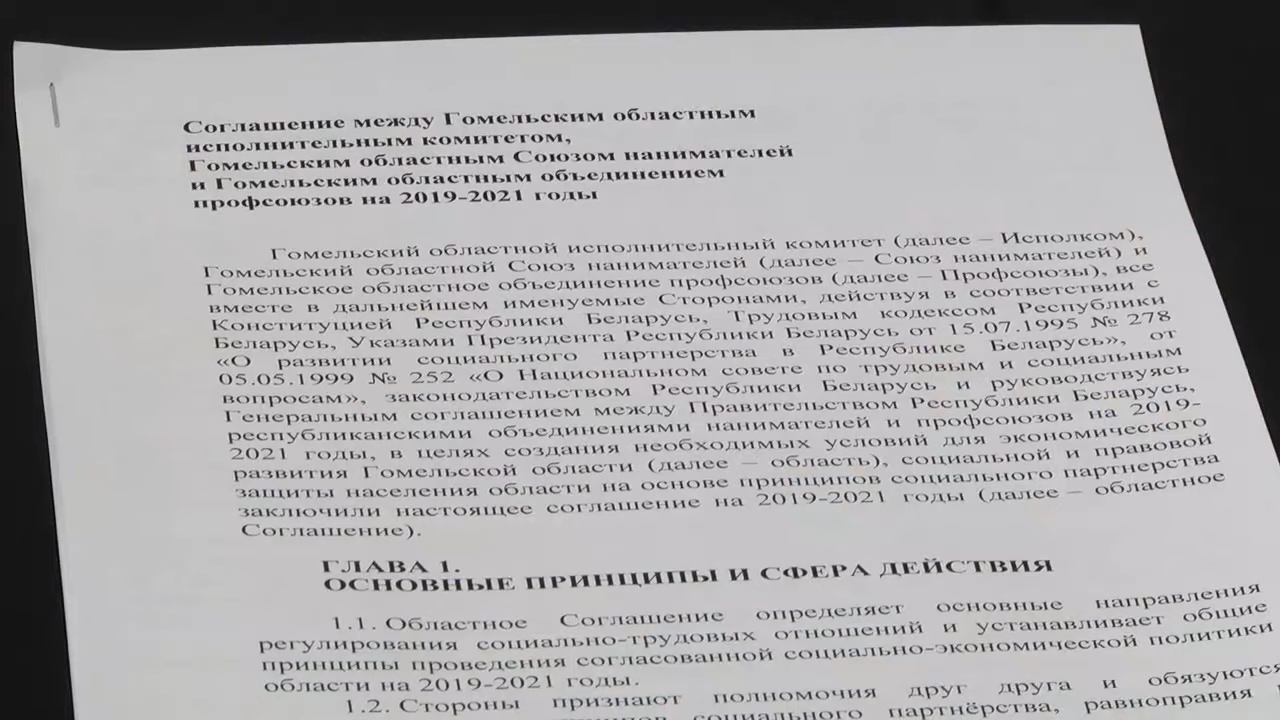 Соглашение между Гомельским областным
исполнительным комитетом,
Гомельским областным Союзом нанимателей
и Гомельским областным объединением
профсоюзов на 2019-2021 годы
Гомельский областной исполнительный комитет (далее – Исполком),
Гомельский областной Союз нанимателей (далее – Союз нанимателей) и
Гомельское областное объединение профсоюзов (далее – Профсоюзы), все
вместе в дальнейшем именуемые Сторонами, действуя в соответствии с
Конституцией Республики Беларусь, Трудовым кодексом Республики
Беларусь, Указами Президента Республики Беларусь от 15.07.1995 № 278
«О развитии социального партнерства в Республике Беларусь», от
05.05.1999 № 252 «О Национальном совете по трудовым и социальным
вопросам», законодательством Республики Беларусь и руководствуясь
Генеральным соглашением между Правительством Республики Беларусь,
республиканскими объединениями нанимателей и профсоюзов на 2019-
2021 годы, в целях создания необходимых условий для экономического
развития Гомельской области (далее – область), социальной и правовой
защиты населения области на основе принципов социального партнерства
заключили настоящее соглашение на 2019-2021 годы (далее – областное
Соглашение).
ГЛАВА 1.
ОСНОВНЫЕ ПРИНЦИПЫ И СФЕРА ДЕЙСТВИЯ
1.1. Областное Соглашение определяет основные направления
регулирования социально-трудовых отношений и устанавливает общие
принципы проведения согласованной социально-экономической политики
области на 2019-2021 годы.
1.2. Стороны признают полномочия друг друга и обязуются
социального партнёрства, равноправия